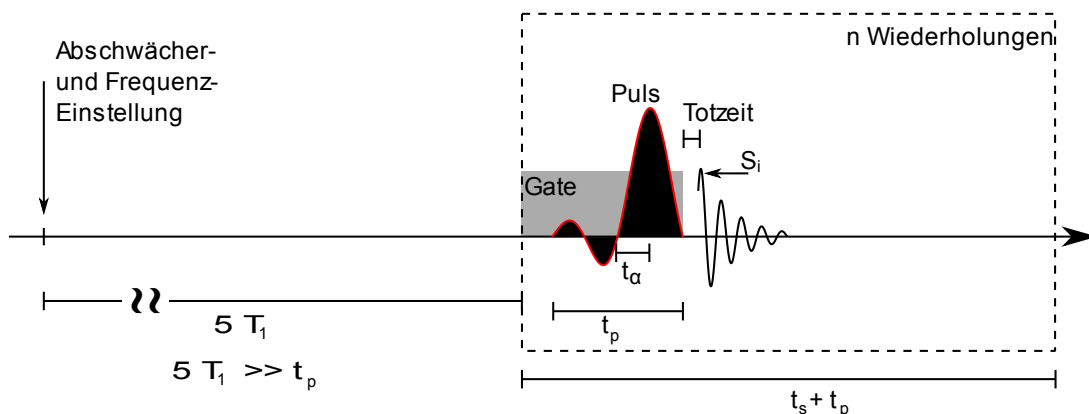 n Wiederholungen
Abschwächer-
und Frequenz-
Einstellung
Puls
Totzeit
Sᵢ
Gate
t_α
t_p
5 T₁
5 T₁ >> t_p
t_s + t_p